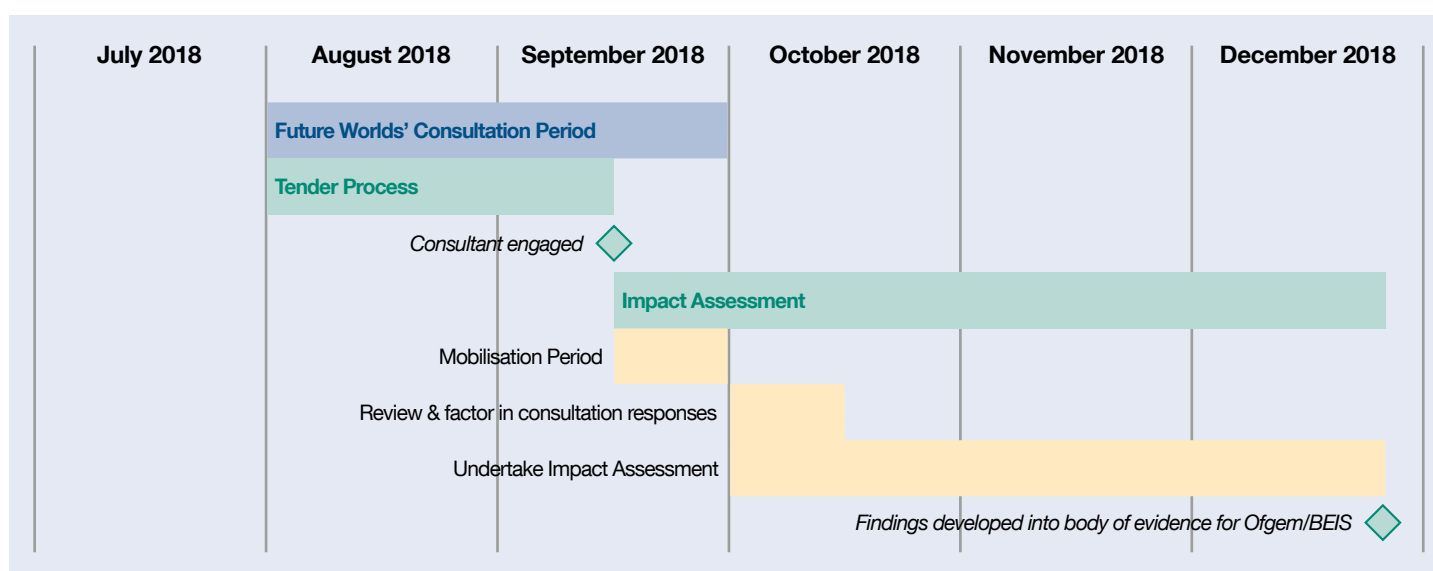 July 2018
August 2018
September 2018
October 2018
November 2018
December 2018
Future Worlds’ Consultation Period
Tender Process
Consultant engaged
Impact Assessment
Mobilisation Period
Review & factor in consultation responses
Undertake Impact Assessment
Findings developed into body of evidence for Ofgem/BEIS